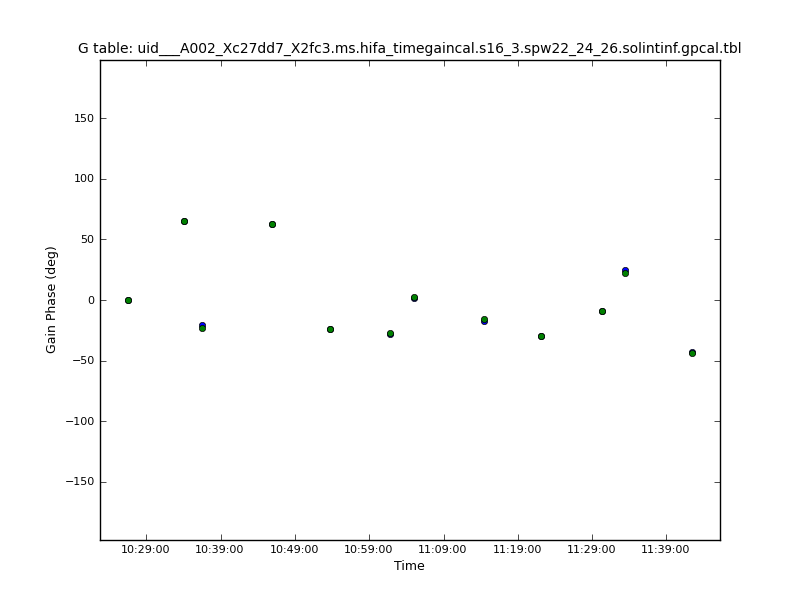 G table: uid___A002_Xc27dd7_X2fc3.ms.hifa_timegaincal.s16_3.spw22_24_26.solintinf.gpcal.tbl
150
100
50
0
−50
−100
−150
Gain Phase (deg)
10:29:00 10:39:00 10:49:00 10:59:00 11:09:00 11:19:00 11:29:00 11:39:00
Time